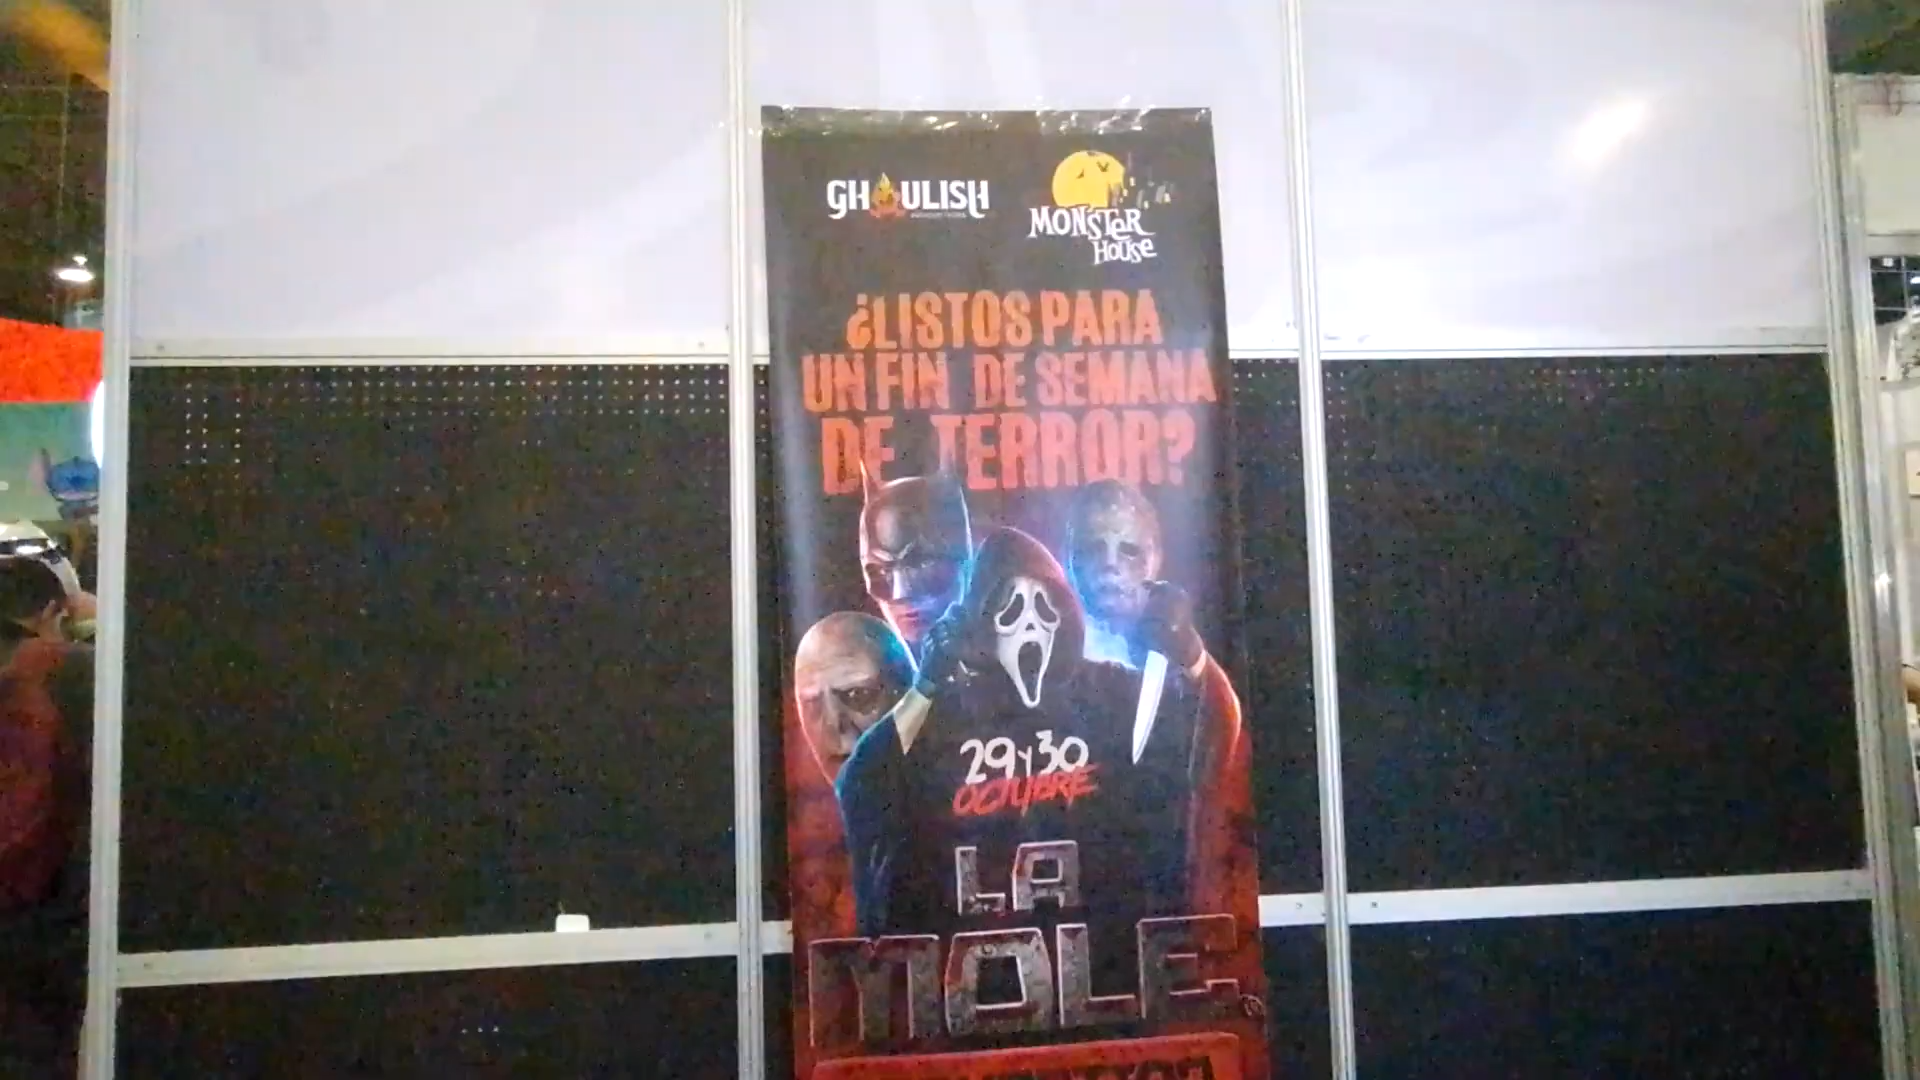 GHOULISH
MONSTER
HOUSE
¿LISTOS PARA
UN FIN DE SEMANA
DE TERROR?
29 y 30
OCTUBRE
LA
MOLE